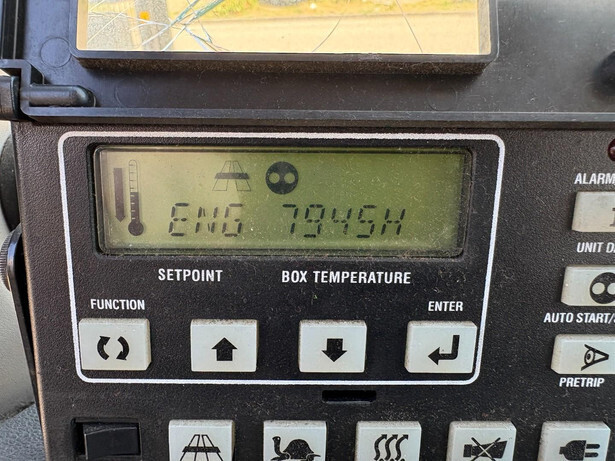 ENG 7945H
SETPOINT BOX TEMPERATURE
FUNCTION ENTER
ALARM
UNIT
AUTO START/
PRETRIP